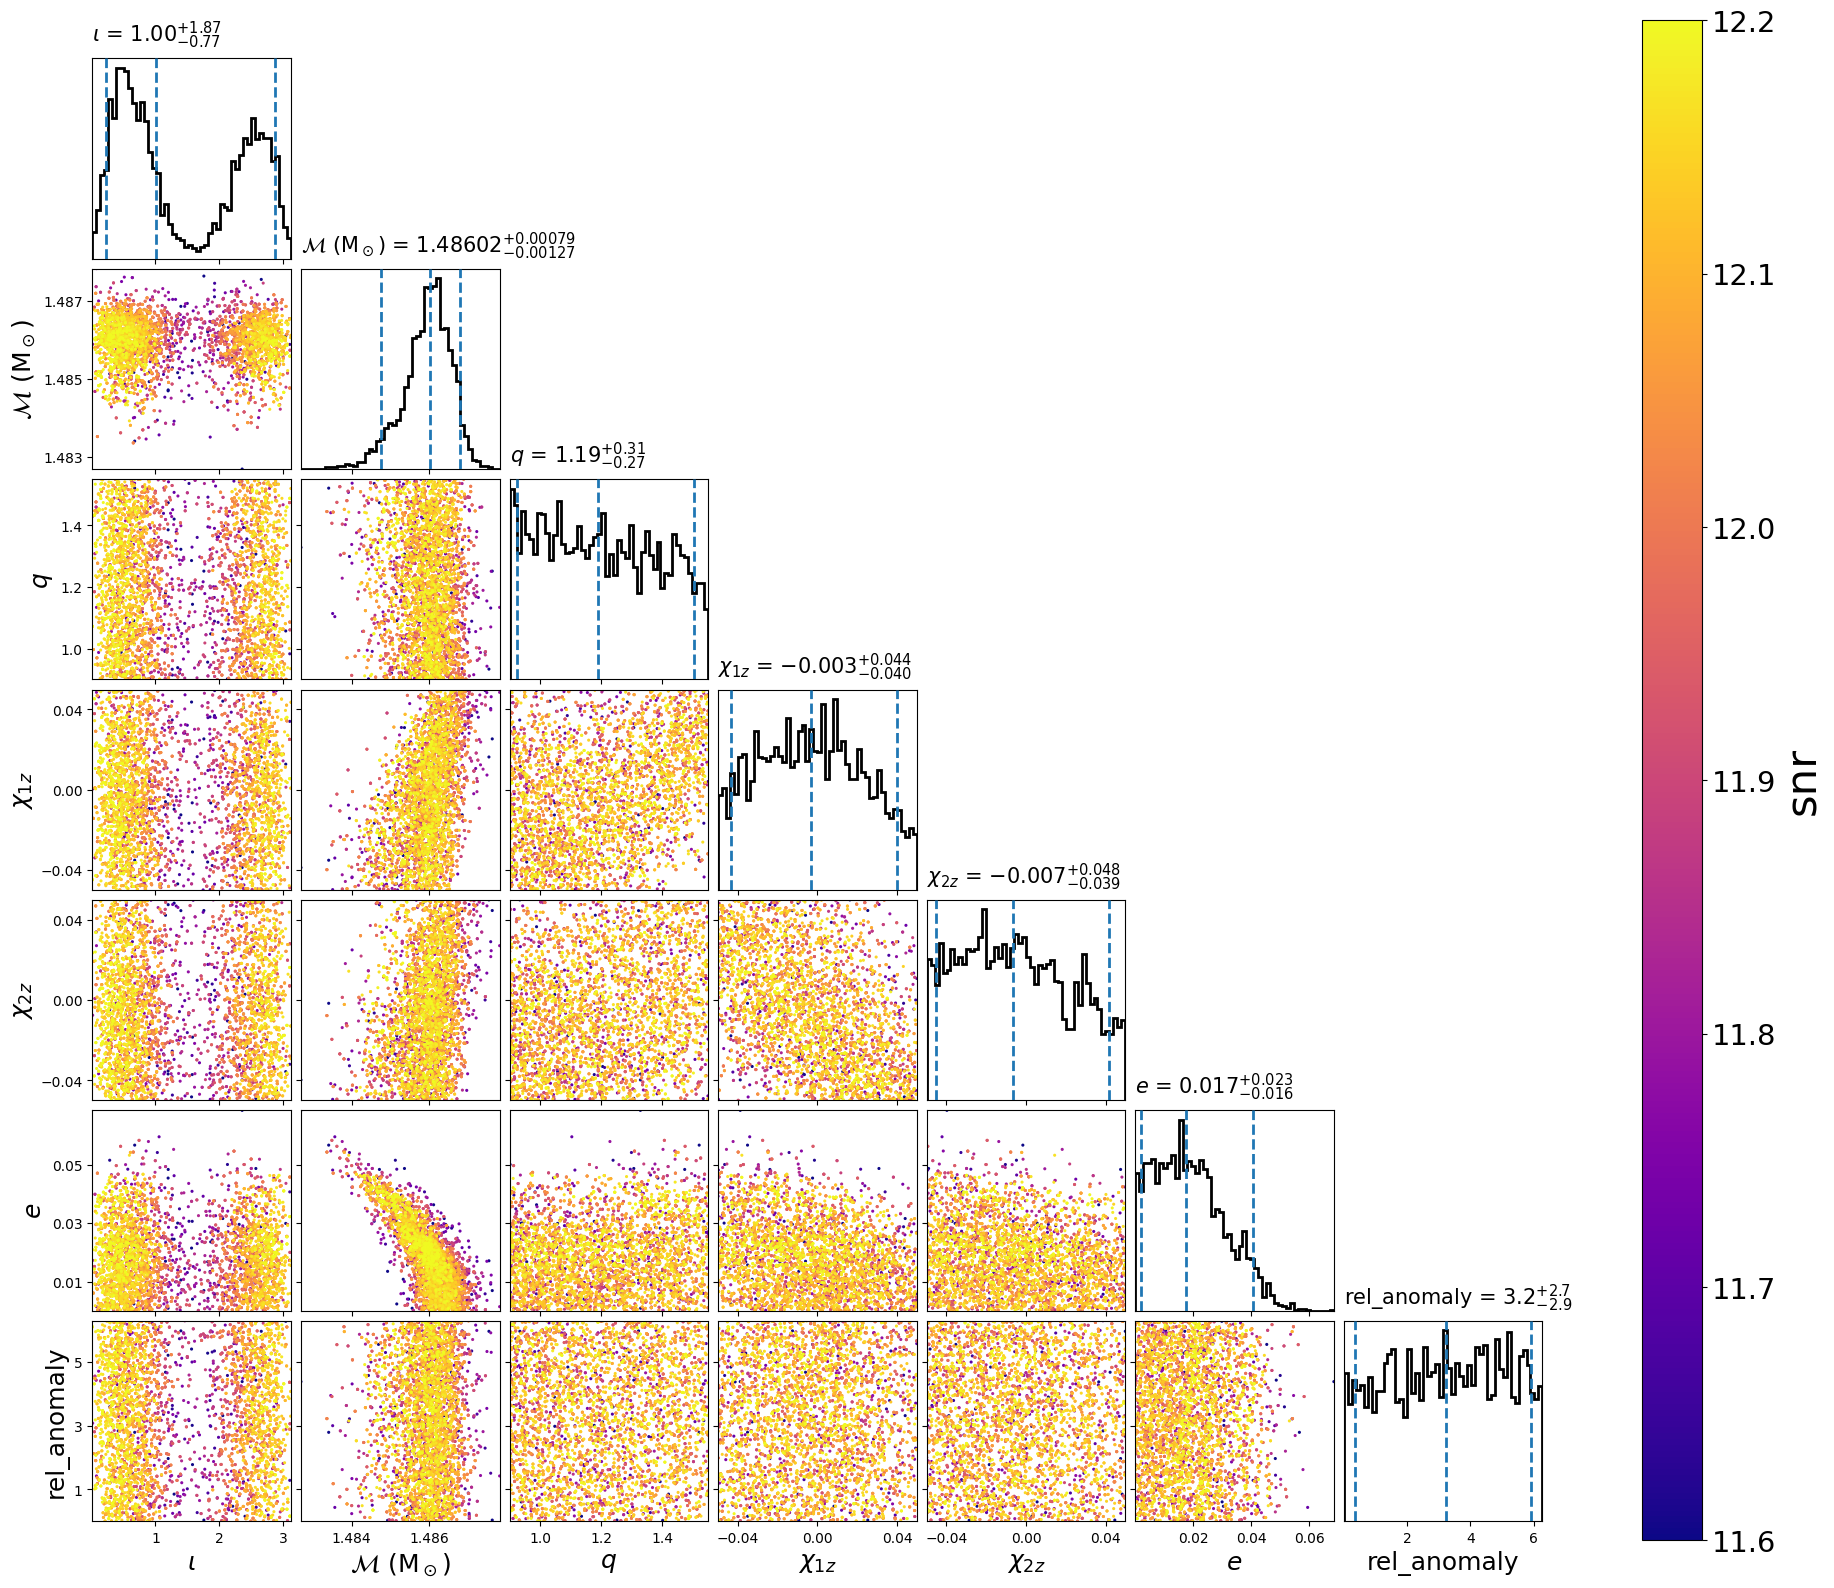 ι = 1.00+1.87−0.77
12.2
ℳ (M⊙) = 1.48602+0.00079−0.00127
1.487
1.485
1.483
ℳ (M⊙)
12.1
q = 1.19+0.31−0.27
1.4
1.2
1.0
q
12.0
χ1z = −0.003+0.044−0.040
0.04
0.00
−0.04
χ1z
11.9
snr
χ2z = −0.007+0.048−0.039
0.04
0.00
−0.04
χ2z
11.8
e = 0.017+0.023−0.016
0.05
0.03
0.01
e
11.7
rel_anomaly = 3.2+2.7−2.9
5
3
1
rel_anomaly
1 2 3
1.484 1.486
1.0 1.2 1.4
−0.04 0.00 0.04
−0.04 0.00 0.04
0.02 0.04 0.06
2 4 6
11.6
ι ℳ (M⊙) q χ1z χ2z e rel_anomaly